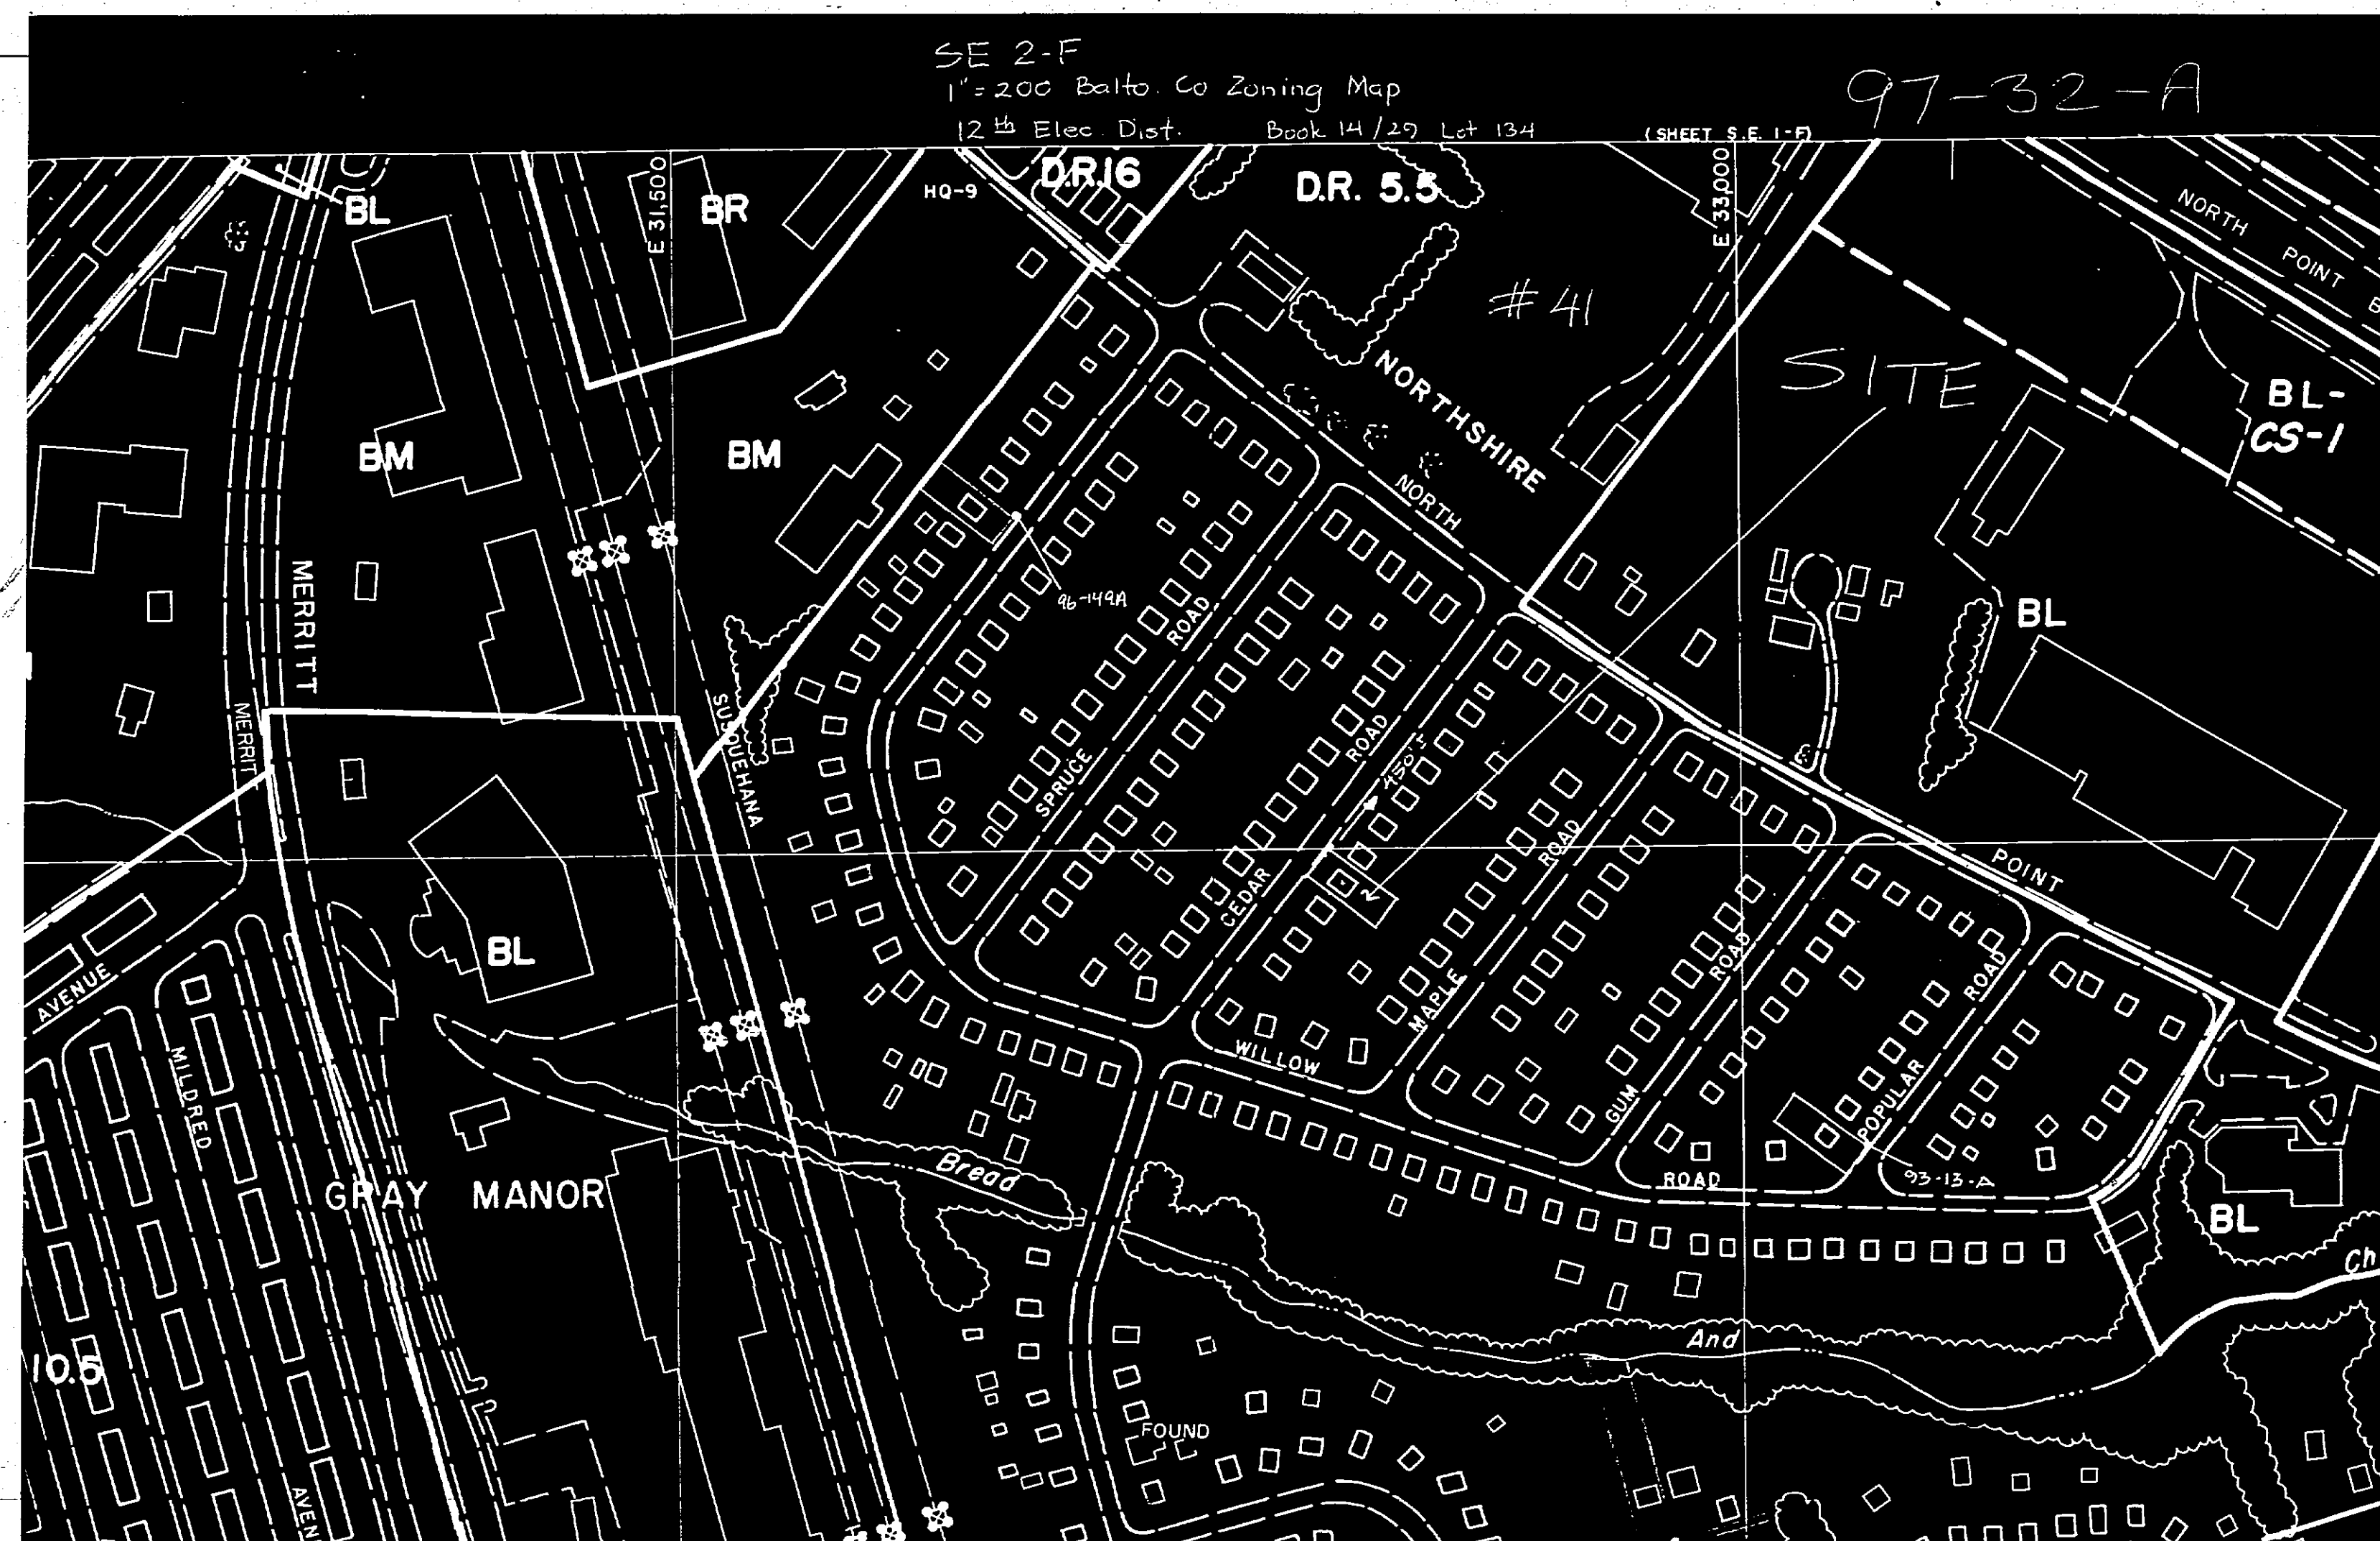 SE 2-F
1" = 200 Balto. Co Zoning Map
12th Elec. Dist. Book 14/29 Lot 134
97-32-A
(SHEET S.E. 1-F)
E 31,500
E 33,000
BL
BR
HQ-9
D.R.16
D.R. 5.5
NORTH
POINT
B
#41
SITE
NORTHSHIRE
BL-
CS-1
BM
BM
NORTH
MERRITT
96-149A
ROAD
BL
MERRIT
SUSQUEHANA
SPRUCE
ROAD
450'±
CEDAR
ROAD
POINT
BL
AVENUE
MAPLE
ROAD
ROAD
MILDRED
WILLOW
GUM
POPULAR
Bread
ROAD
93-13-A
GRAY MANOR
BL
Ch
And
10.5
FOUND
AVEN